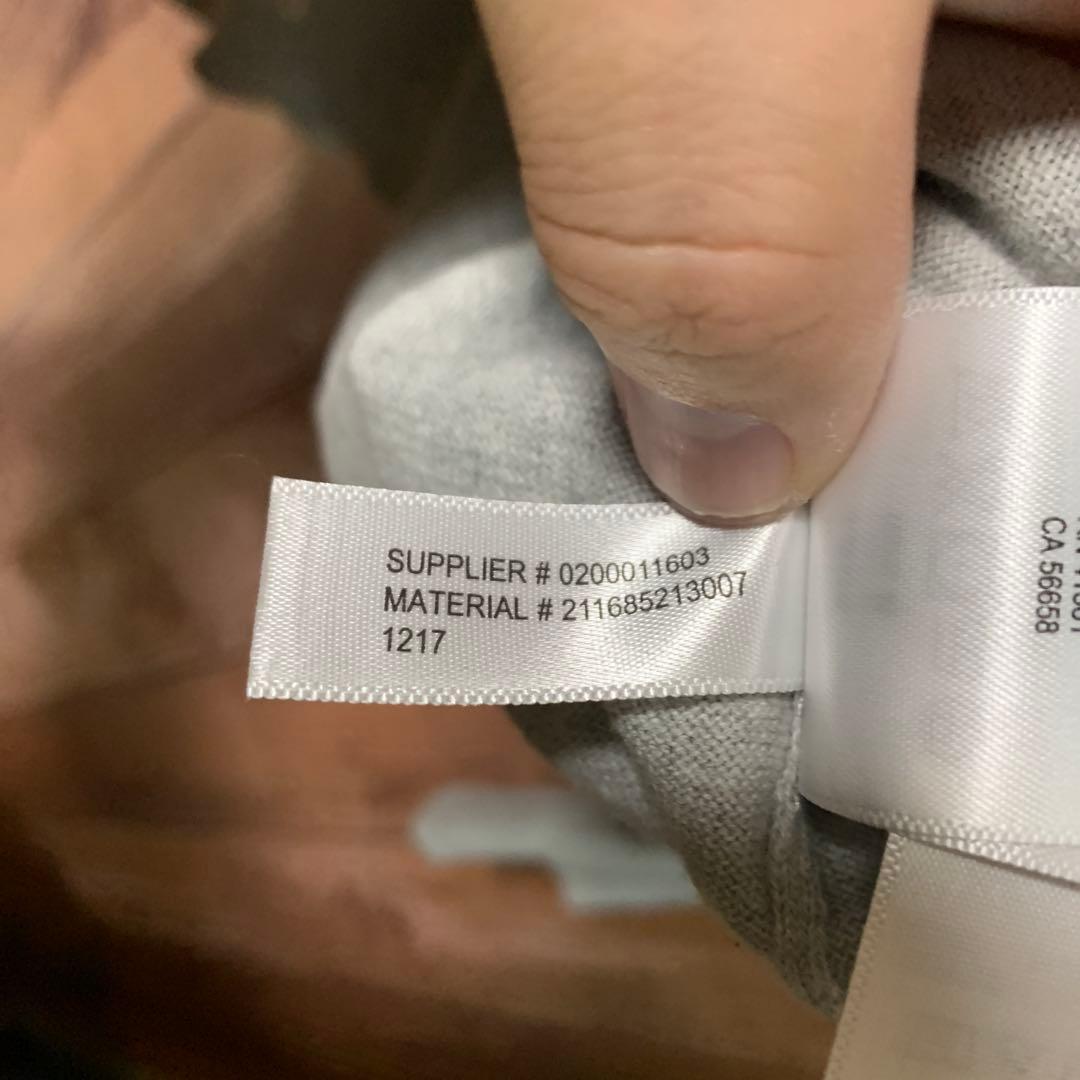 SUPPLIER # 0200011603
MATERIAL # 211685213007
1217
CA 56658